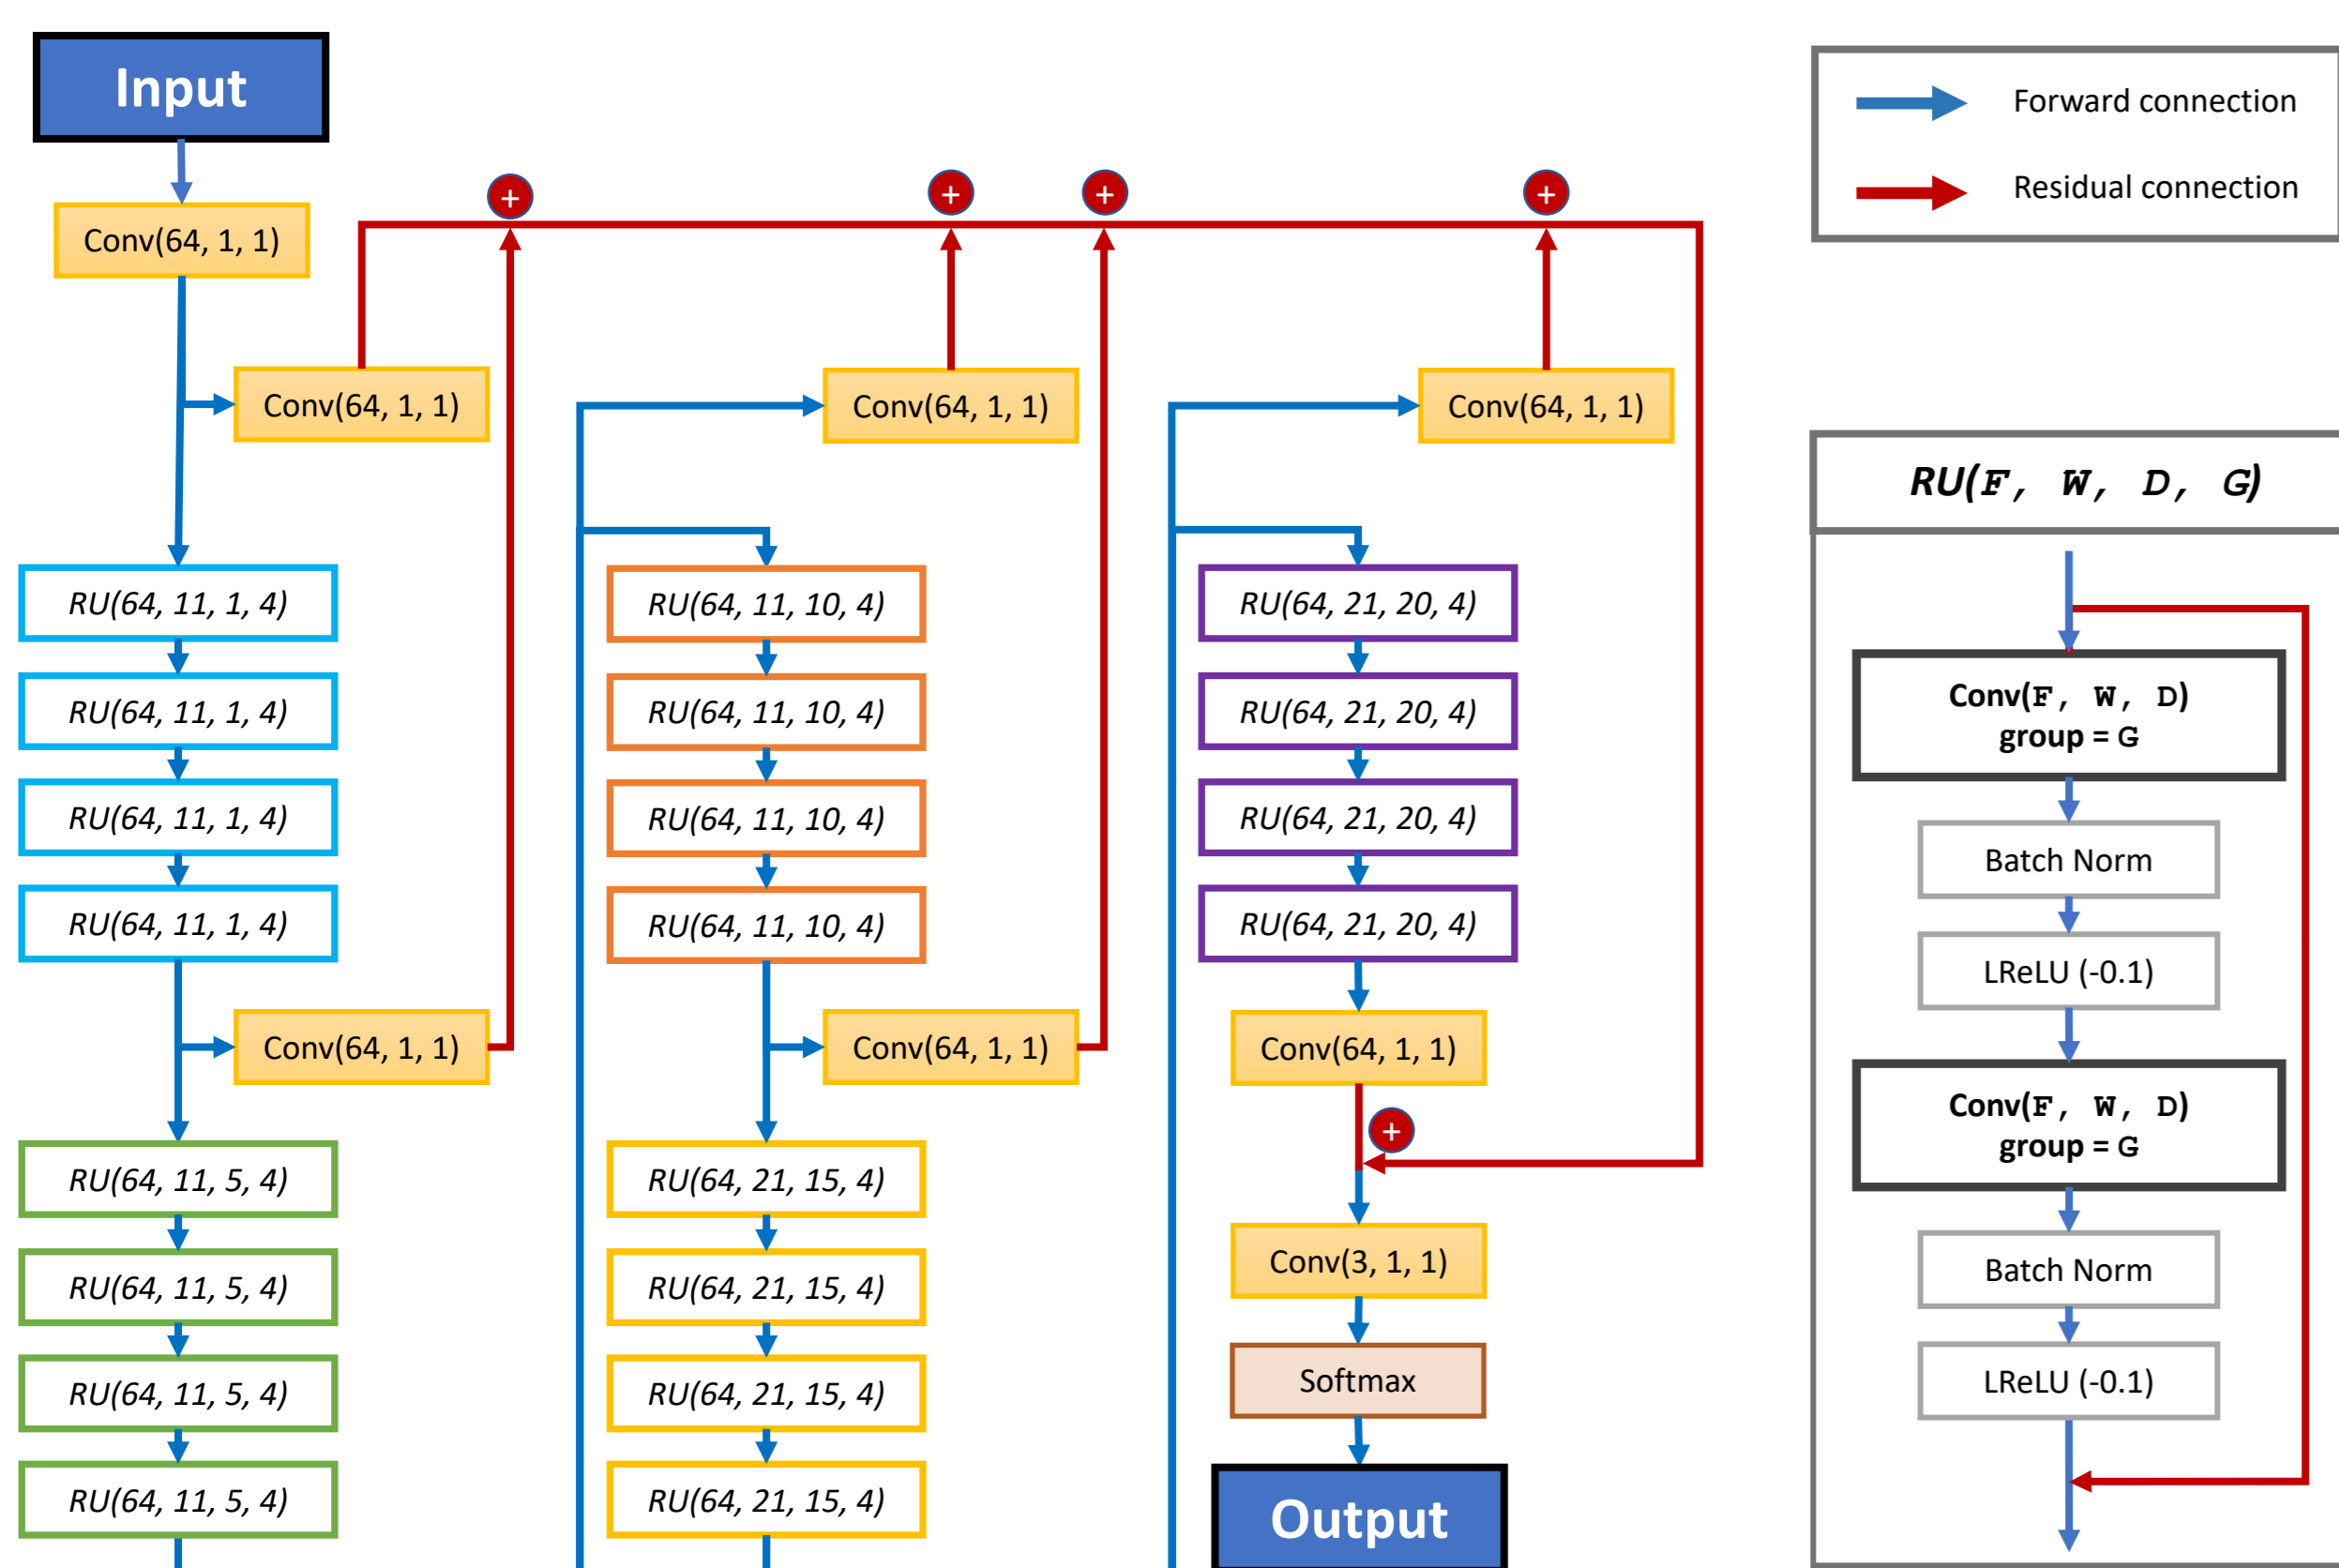 Input
Conv(64, 1, 1)
+
+
+
+
Conv(64, 1, 1)
Conv(64, 1, 1)
Conv(64, 1, 1)
RU(64, 11, 1, 4)
RU(64, 11, 1, 4)
RU(64, 11, 1, 4)
RU(64, 11, 1, 4)
Conv(64, 1, 1)
RU(64, 11, 5, 4)
RU(64, 11, 5, 4)
RU(64, 11, 5, 4)
RU(64, 11, 5, 4)
RU(64, 11, 10, 4)
RU(64, 11, 10, 4)
RU(64, 11, 10, 4)
RU(64, 11, 10, 4)
Conv(64, 1, 1)
RU(64, 21, 15, 4)
RU(64, 21, 15, 4)
RU(64, 21, 15, 4)
RU(64, 21, 15, 4)
RU(64, 21, 20, 4)
RU(64, 21, 20, 4)
RU(64, 21, 20, 4)
RU(64, 21, 20, 4)
Conv(64, 1, 1)
+
Conv(3, 1, 1)
Softmax
Output
Forward connection
Residual connection
RU(F, W, D, G)
Conv(F, W, D)
group = G
Batch Norm
LReLU (-0.1)
Conv(F, W, D)
group = G
Batch Norm
LReLU (-0.1)